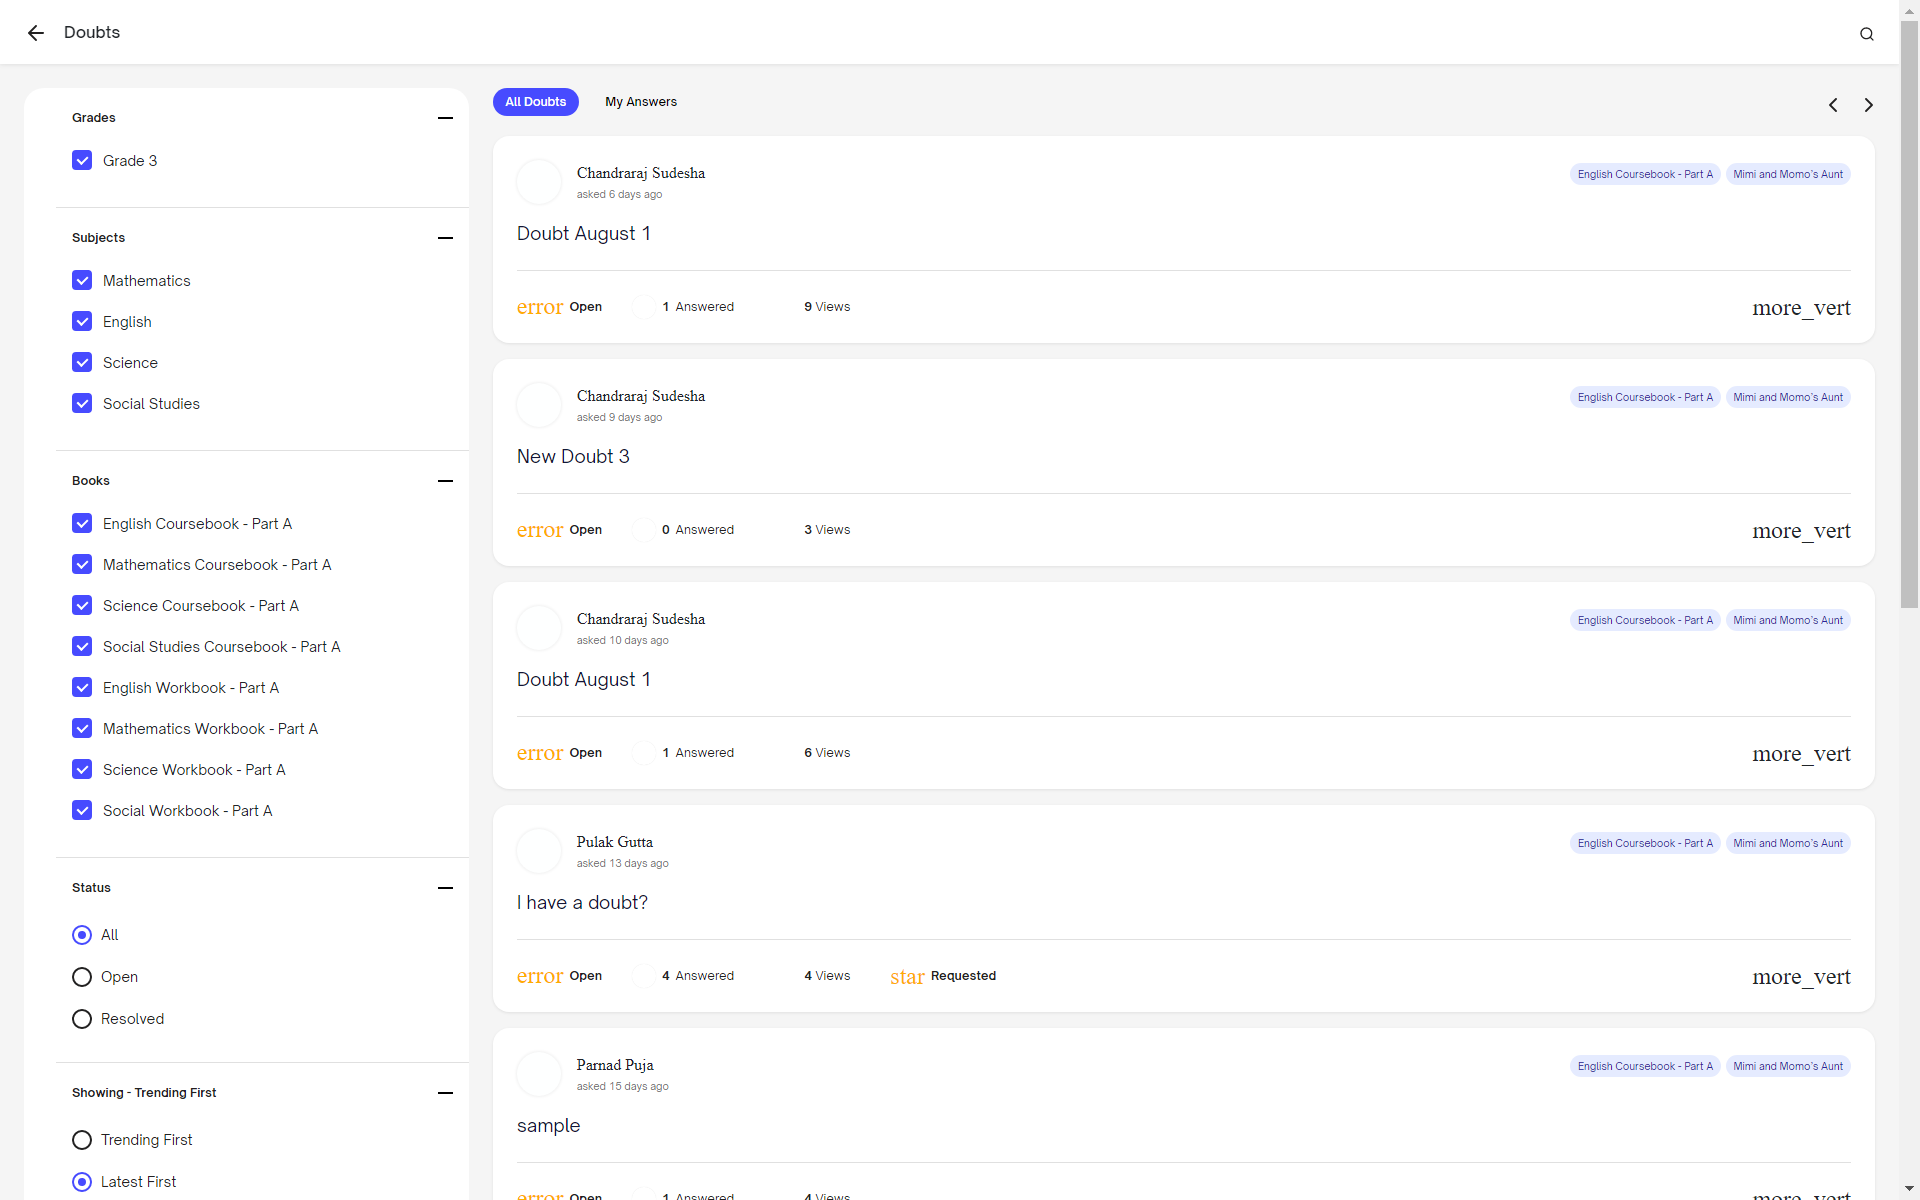 Doubts
Grades
Grade 3
Subjects
Mathematics
English
Science
Social Studies
Books
English Coursebook - Part A
Mathematics Coursebook - Part A
Science Coursebook - Part A
Social Studies Coursebook - Part A
English Workbook - Part A
Mathematics Workbook - Part A
Science Workbook - Part A
Social Workbook - Part A
Status
All
Open
Resolved
Showing - Trending First
Trending First
Latest First
All Doubts My Answers
Chandraraj Sudesha English Coursebook - Part A Mimi and Momo's Aunt
asked 6 days ago
Doubt August 1
error Open 1 Answered 9 Views more_vert
Chandraraj Sudesha English Coursebook - Part A Mimi and Momo's Aunt
asked 9 days ago
New Doubt 3
error Open 0 Answered 3 Views more_vert
Chandraraj Sudesha English Coursebook - Part A Mimi and Momo's Aunt
asked 10 days ago
Doubt August 1
error Open 1 Answered 6 Views more_vert
Pulak Gutta English Coursebook - Part A Mimi and Momo's Aunt
asked 13 days ago
I have a doubt?
error Open 4 Answered 4 Views star Requested more_vert
Parnad Puja English Coursebook - Part A Mimi and Momo's Aunt
asked 15 days ago
sample
error Open 1 Answered 4 Views more_vert